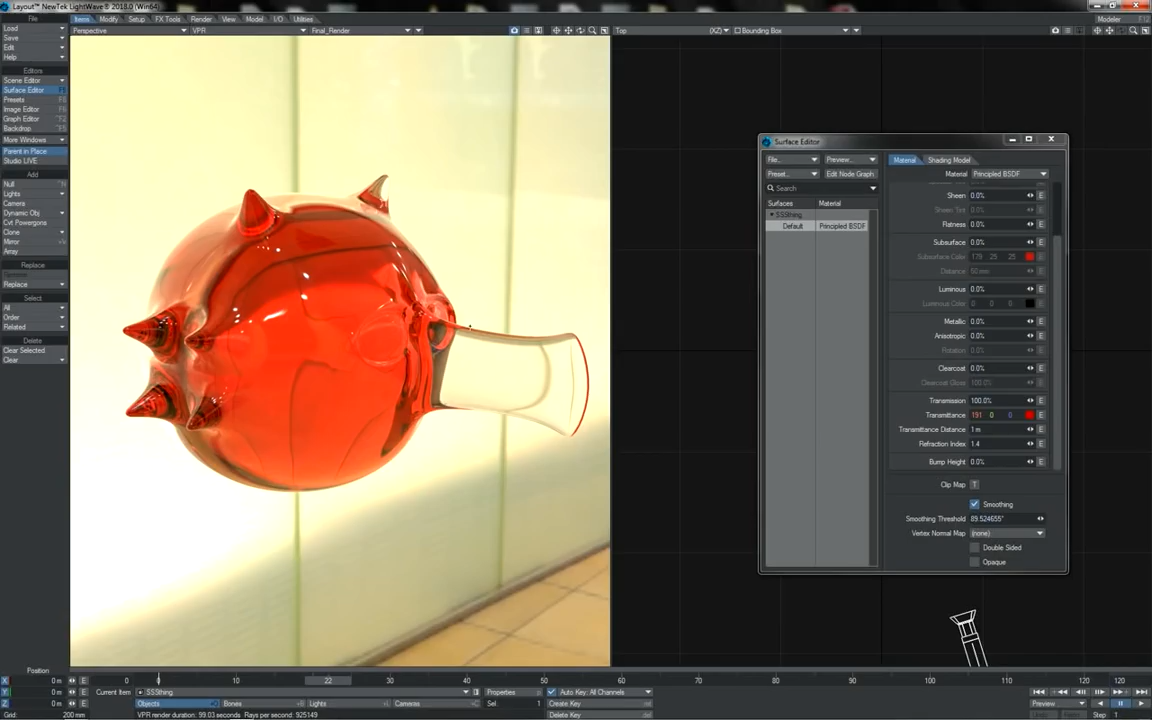 Layout™ NewTek LightWave® 2018.0 (Win64)
File
Items Modify Setup FX Tools Render View Model I/O Utilities
Modeler F12
Load
Save
Edit
Help
Perspective VPR Final_Render
Top (XZ) Bounding Box
Editors
Scene Editor
Surface Editor F5
Presets F8
Image Editor F6
Graph Editor ^F2
Backdrop ^F5
More Windows
Parent in Place
Studio LIVE
Add
Null ^N
Lights
Camera
Dynamic Obj
Cvt Powergons
Clone
Mirror
Array
Replace
Replace
Select
All
Order
Related
Delete
Clear Selected
Clear
Surface Editor
File... Preview...
Preset... Edit Node Graph
Search
Surfaces Material
SSSthing
Default Principled BSDF
Material Shading Model
Material Principled BSDF
Sheen 0.0% E
Sheen Tint
Flatness 0.0% E
Subsurface 0.0% E
Subsurface Color 179 25 25
Distance 50 mm
Luminous 0.0% E
Luminous Color 0 0 0
Metallic 0.0% E
Anisotropic 0.0% E
Rotation 0.0% E
Clearcoat 0.0% E
Clearcoat Gloss 100.0% E
Transmission 100.0% E
Transmittance 191 0 0 E
Transmittance Distance 1 m E
Refraction Index 1.4 E
Bump Height 0.0% E
Clip Map T
Smoothing
Smoothing Threshold 89.524655°
Vertex Normal Map (none)
Double Sided
Opaque
Position
X 0 m E
Y 0 m E
Z 0 m E
Grid: 200 mm
0 0 10 22 30 40 50 60 70 80 90 100 110 120 120
Current Item SSSthing Properties Auto Key: All Channels
Objects Bones Lights Cameras Sel: 1 Create Key
VPR render duration: 99.03 seconds Rays per second: 925149 Delete Key
Preview
Step 1